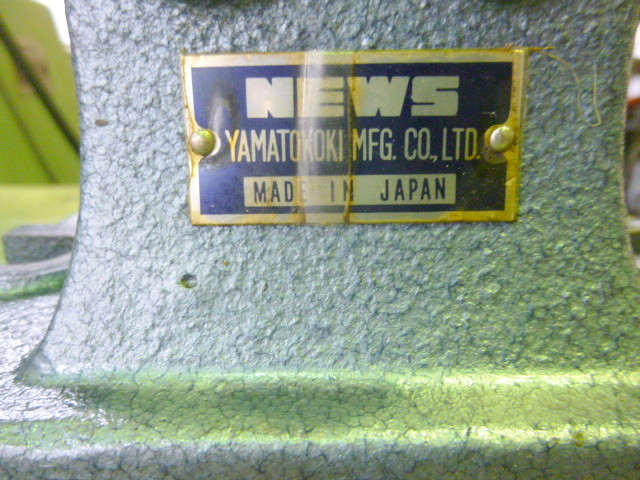 NEWS
YAMATOKOKI MFG. CO., LTD.
MADE IN JAPAN